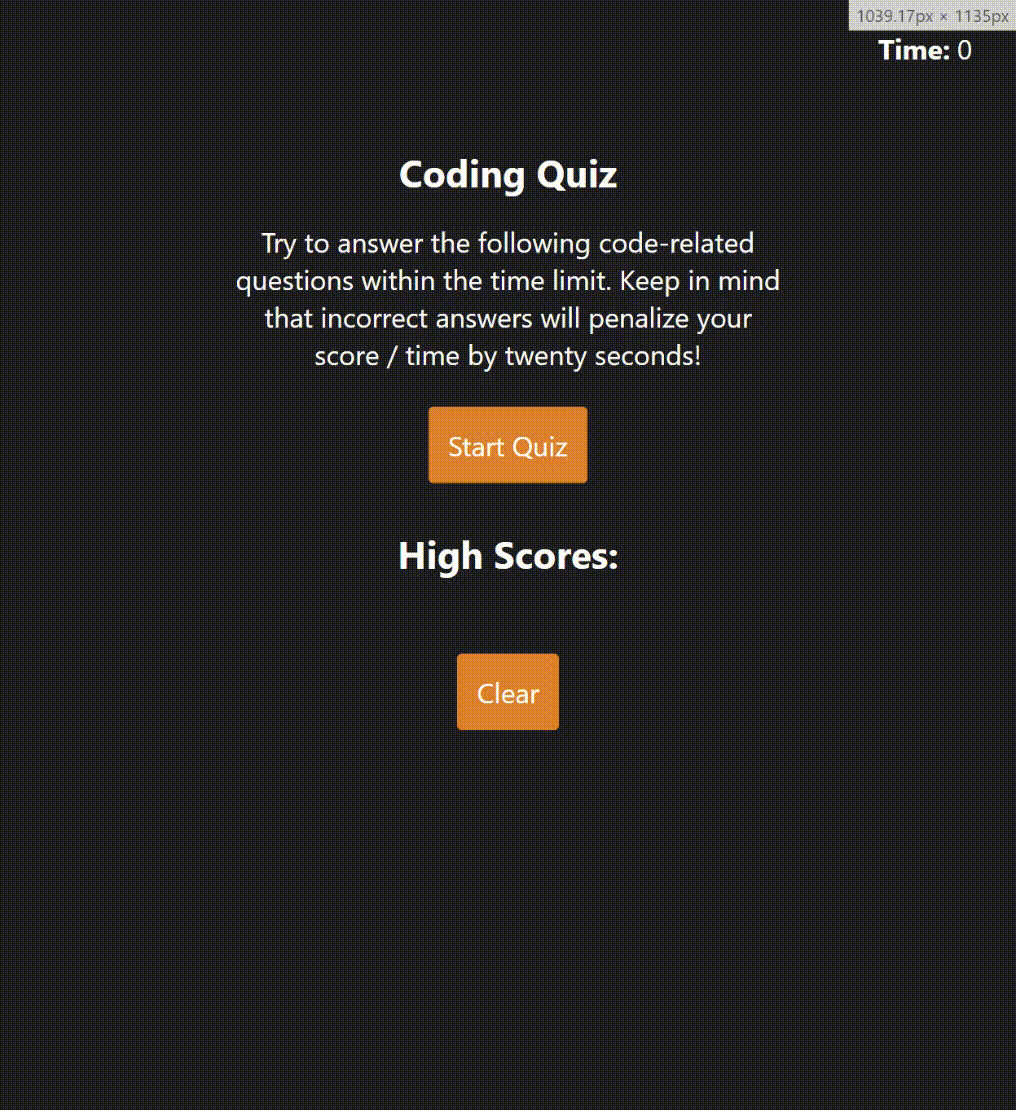 1039.17px × 1135px
Time: 0
Coding Quiz
Try to answer the following code-related
questions within the time limit. Keep in mind
that incorrect answers will penalize your
score / time by twenty seconds!
Start Quiz
High Scores:
Clear